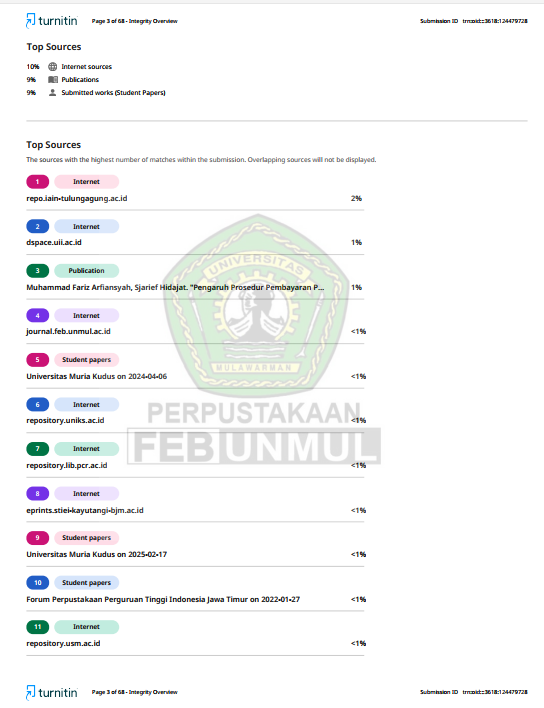 turnitin Page 3 of 68 - Integrity Overview Submission ID trn:oid:::3618:124479728
Top Sources
10% Internet sources
9% Publications
9% Submitted works (Student Papers)
Top Sources
The sources with the highest number of matches within the submission. Overlapping sources will not be displayed.
1 Internet
repo.iain-tulungagung.ac.id 2%
2 Internet
dspace.uii.ac.id 1%
3 Publication
Muhammad Fariz Arfiansyah, Sjarief Hidajat. "Pengaruh Prosedur Pembayaran P... 1%
4 Internet
journal.feb.unmul.ac.id <1%
5 Student papers
Universitas Muria Kudus on 2024-04-06 <1%
6 Internet
repository.uniks.ac.id <1%
7 Internet
repository.lib.pcr.ac.id <1%
8 Internet
eprints.stiei-kayutangi-bjm.ac.id <1%
9 Student papers
Universitas Muria Kudus on 2025-02-17 <1%
10 Student papers
Forum Perpustakaan Perguruan Tinggi Indonesia Jawa Timur on 2022-01-27 <1%
11 Internet
repository.usm.ac.id <1%
UNIVERSITAS
MULAWARMAN
PERPUSTAKAAN
FEB UNMUL
turnitin Page 3 of 68 - Integrity Overview Submission ID trn:oid:::3618:124479728